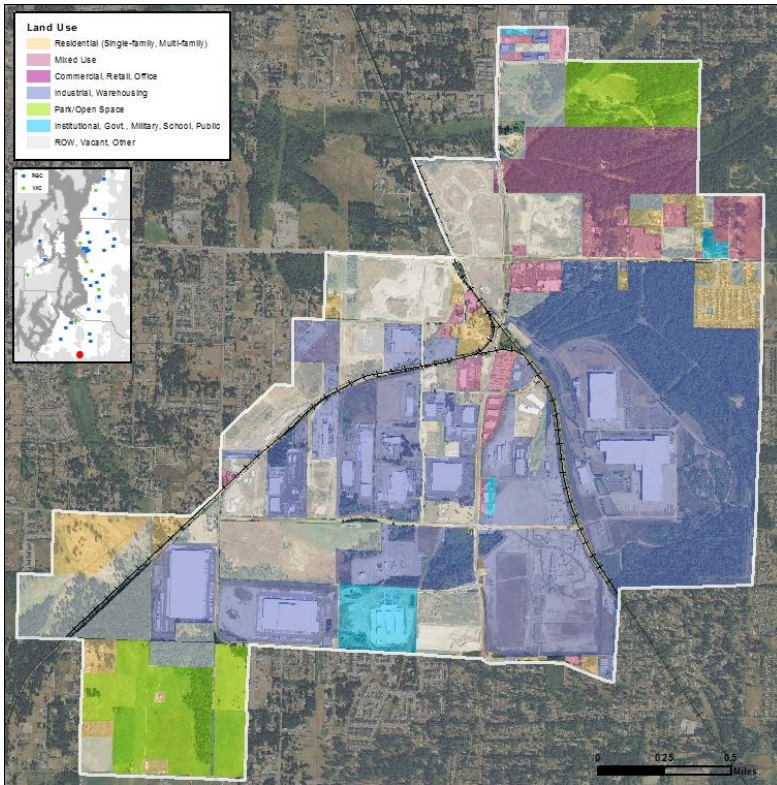 Land Use
Residential (Single-family, Multi-family)
Mixed Use
Commercial, Retail, Office
Industrial, Warehousing
Park/Open Space
Institutional, Govt., Military, School, Public
ROW, Vacant, Other
RGC
MIC
0 0.25 0.5
Miles